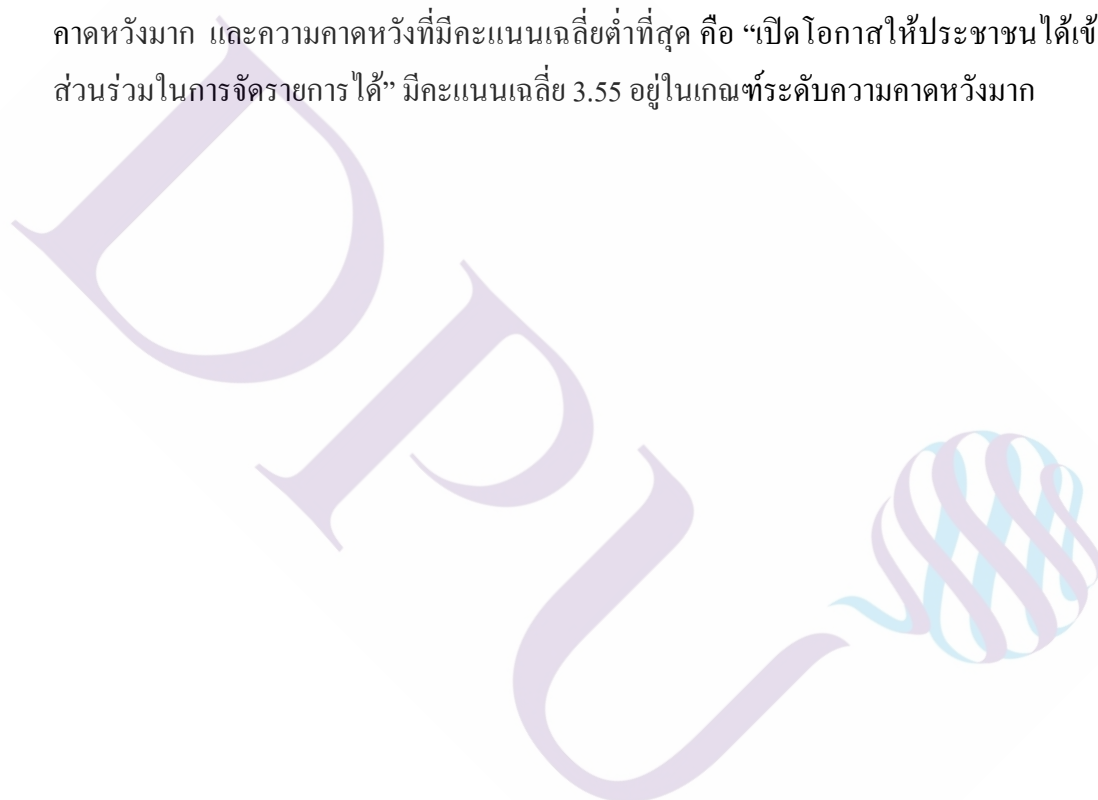 คาดหวังมาก และความคาดหวังที่มีคะแนนเฉลี่ยต่ำที่สุด คือ “เปิดโอกาสให้ประชาชนได้เข้
ส่วนร่วมในการจัดรายการได้” มีคะแนนเฉลี่ย 3.55 อยู่ในเกณฑ์ระดับความคาดหวังมาก
DPU